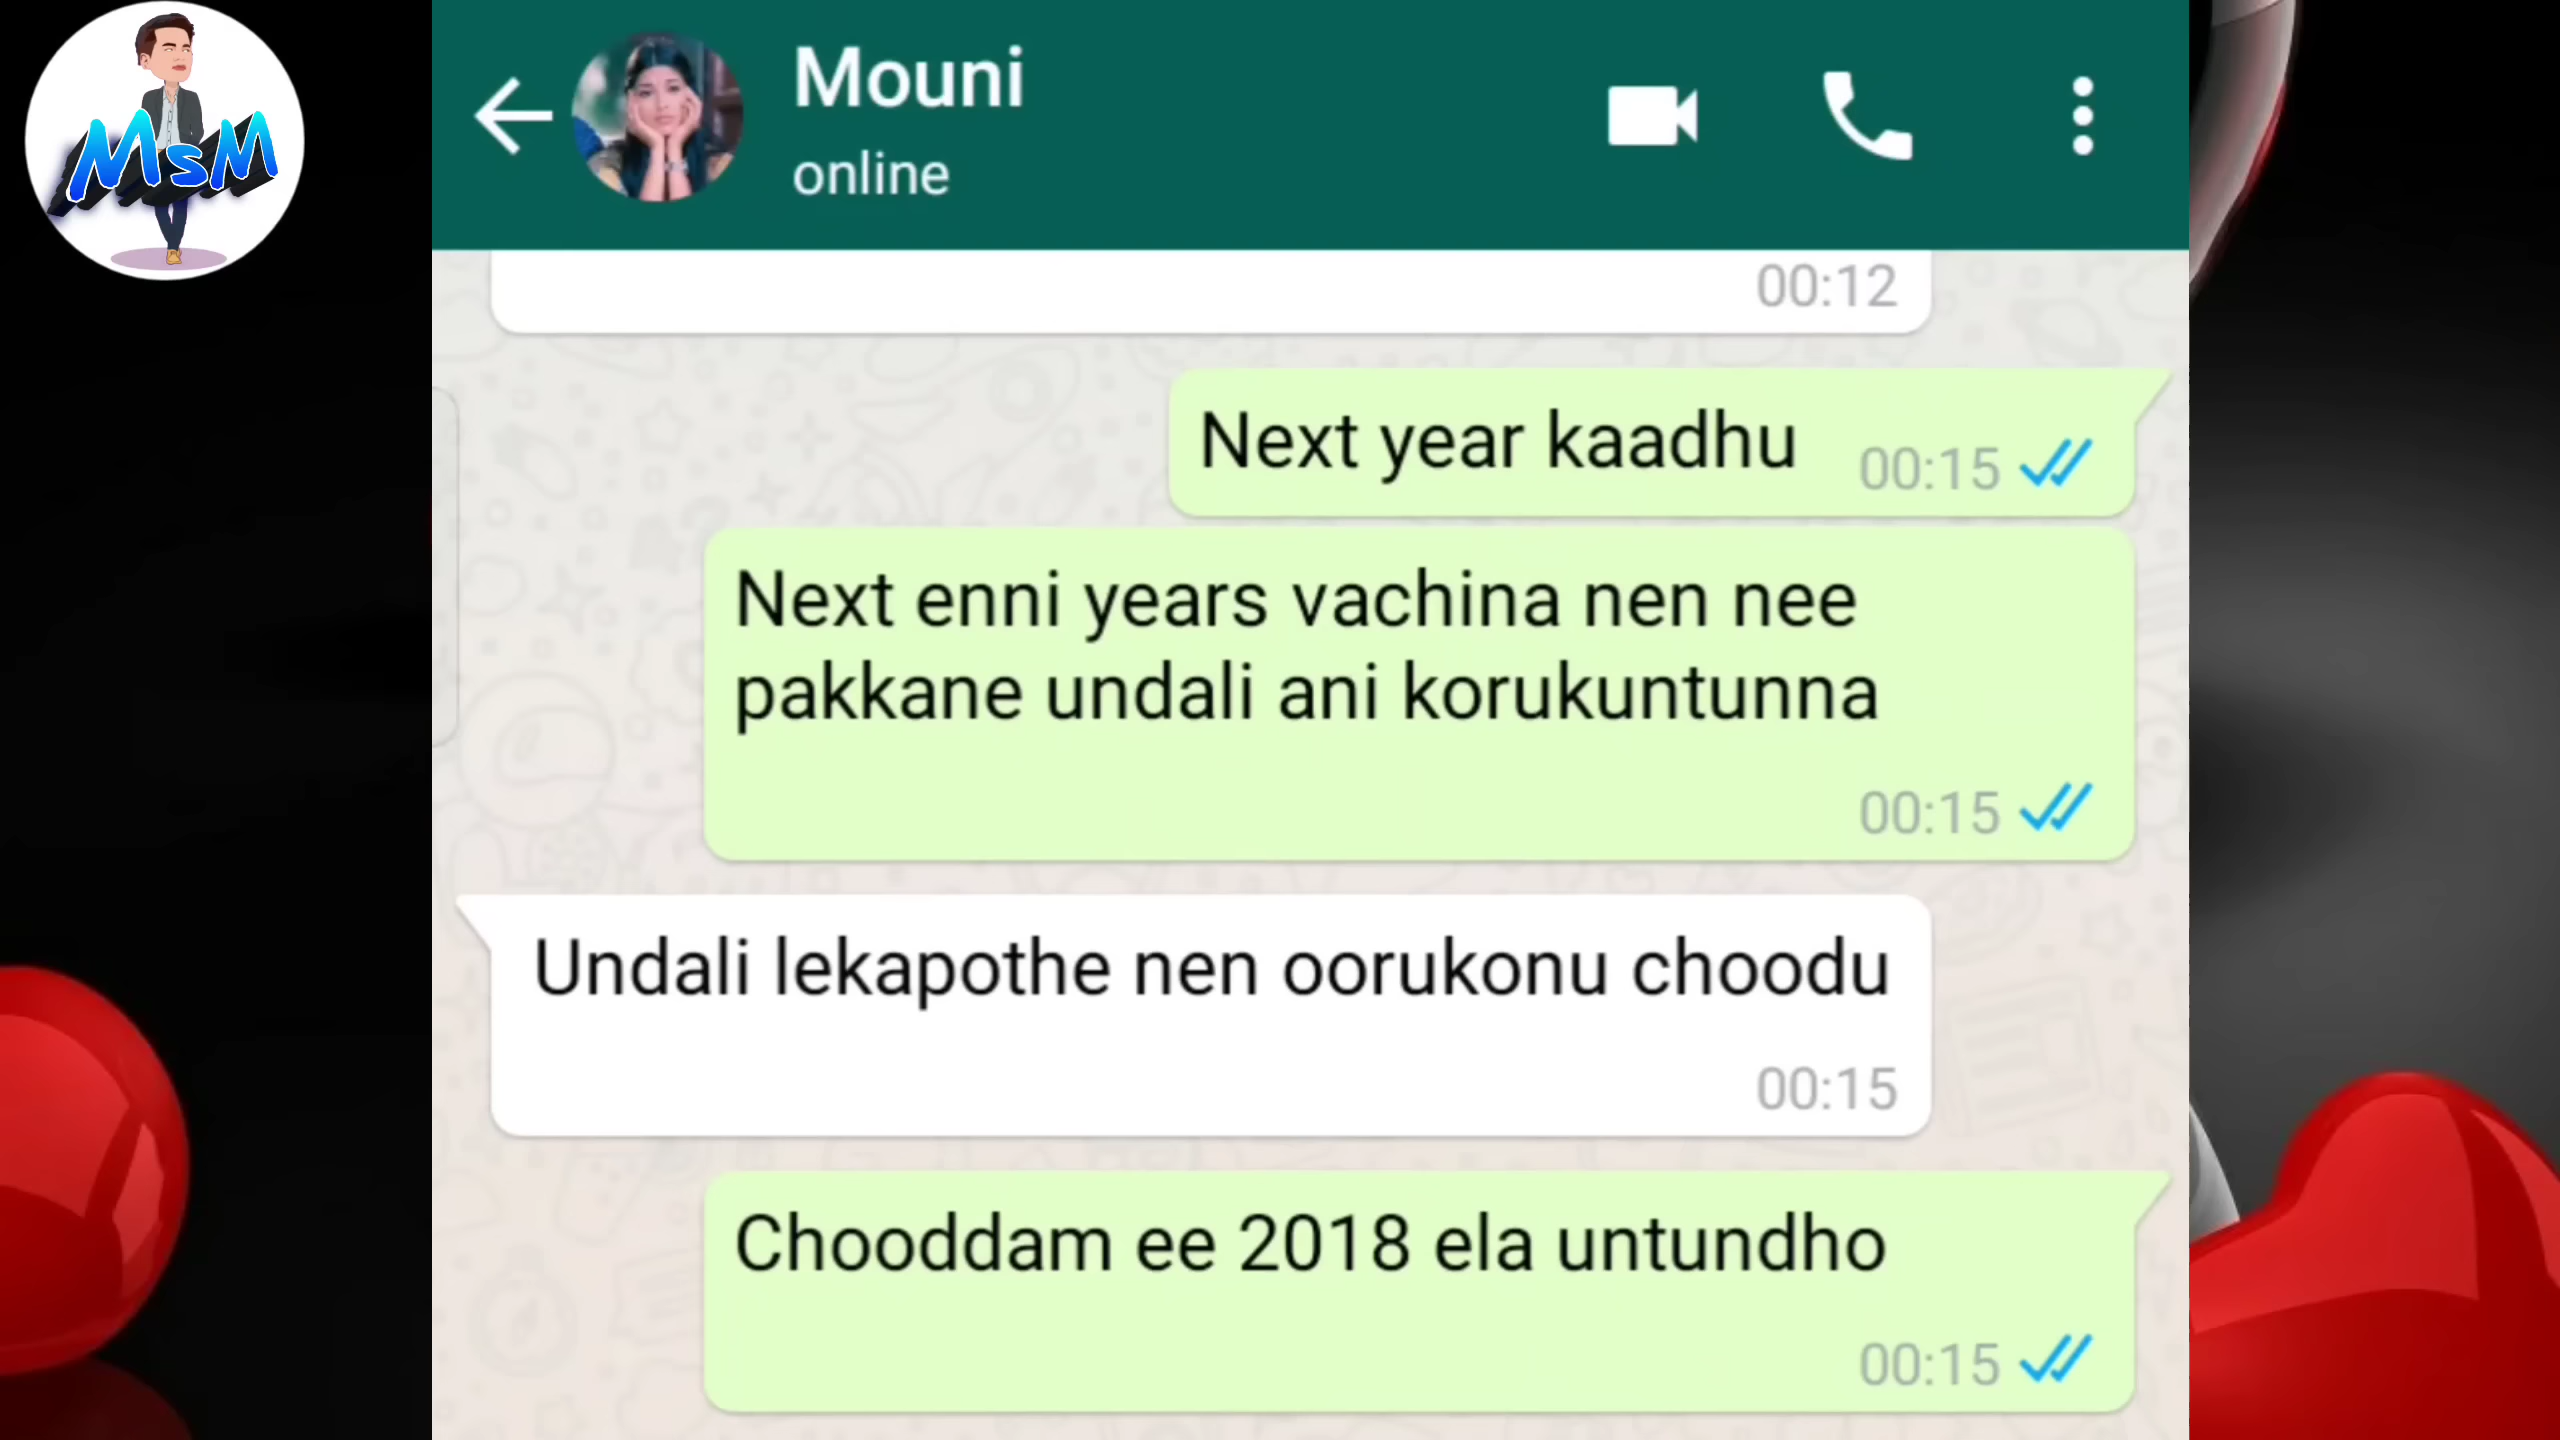 MsM
Mouni
online
00:12
Next year kaadhu
00:15
Next enni years vachina nen nee
pakkane undali ani korukuntunna
00:15
Undali lekapothe nen oorukonu choodu
00:15
Chooddam ee 2018 ela untundho
00:15